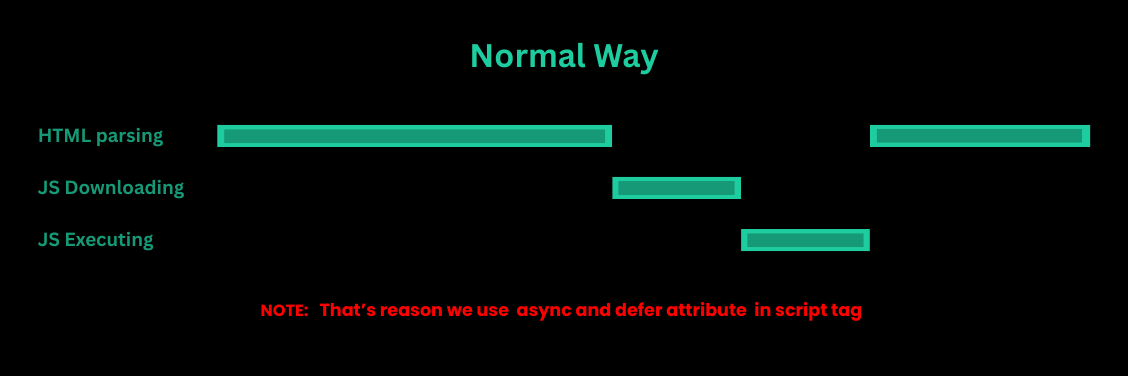 Normal Way
HTML parsing
JS Downloading
JS Executing
NOTE: That's reason we use async and defer attribute in script tag